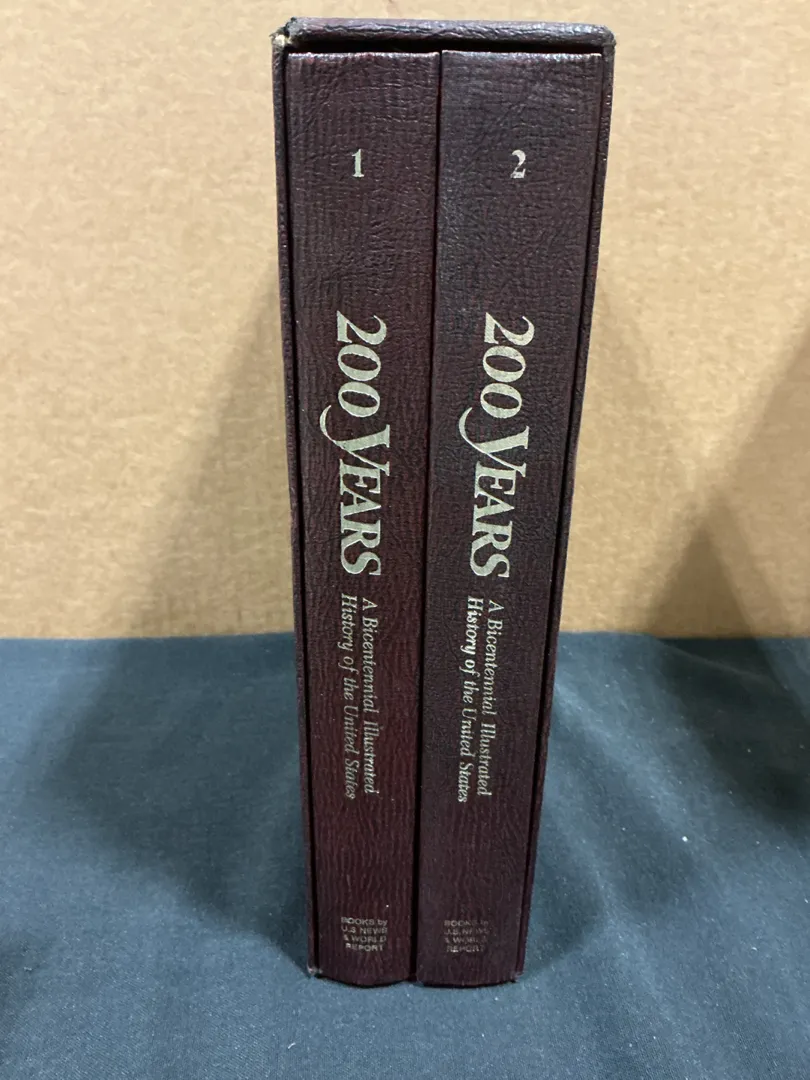 1
200 YEARS
A Bicentennial Illustrated
History of the United States
BOOKS by
U.S. NEWS
& WORLD
REPORT
2
200 YEARS
A Bicentennial Illustrated
History of the United States
BOOKS by
U.S. NEWS
& WORLD
REPORT